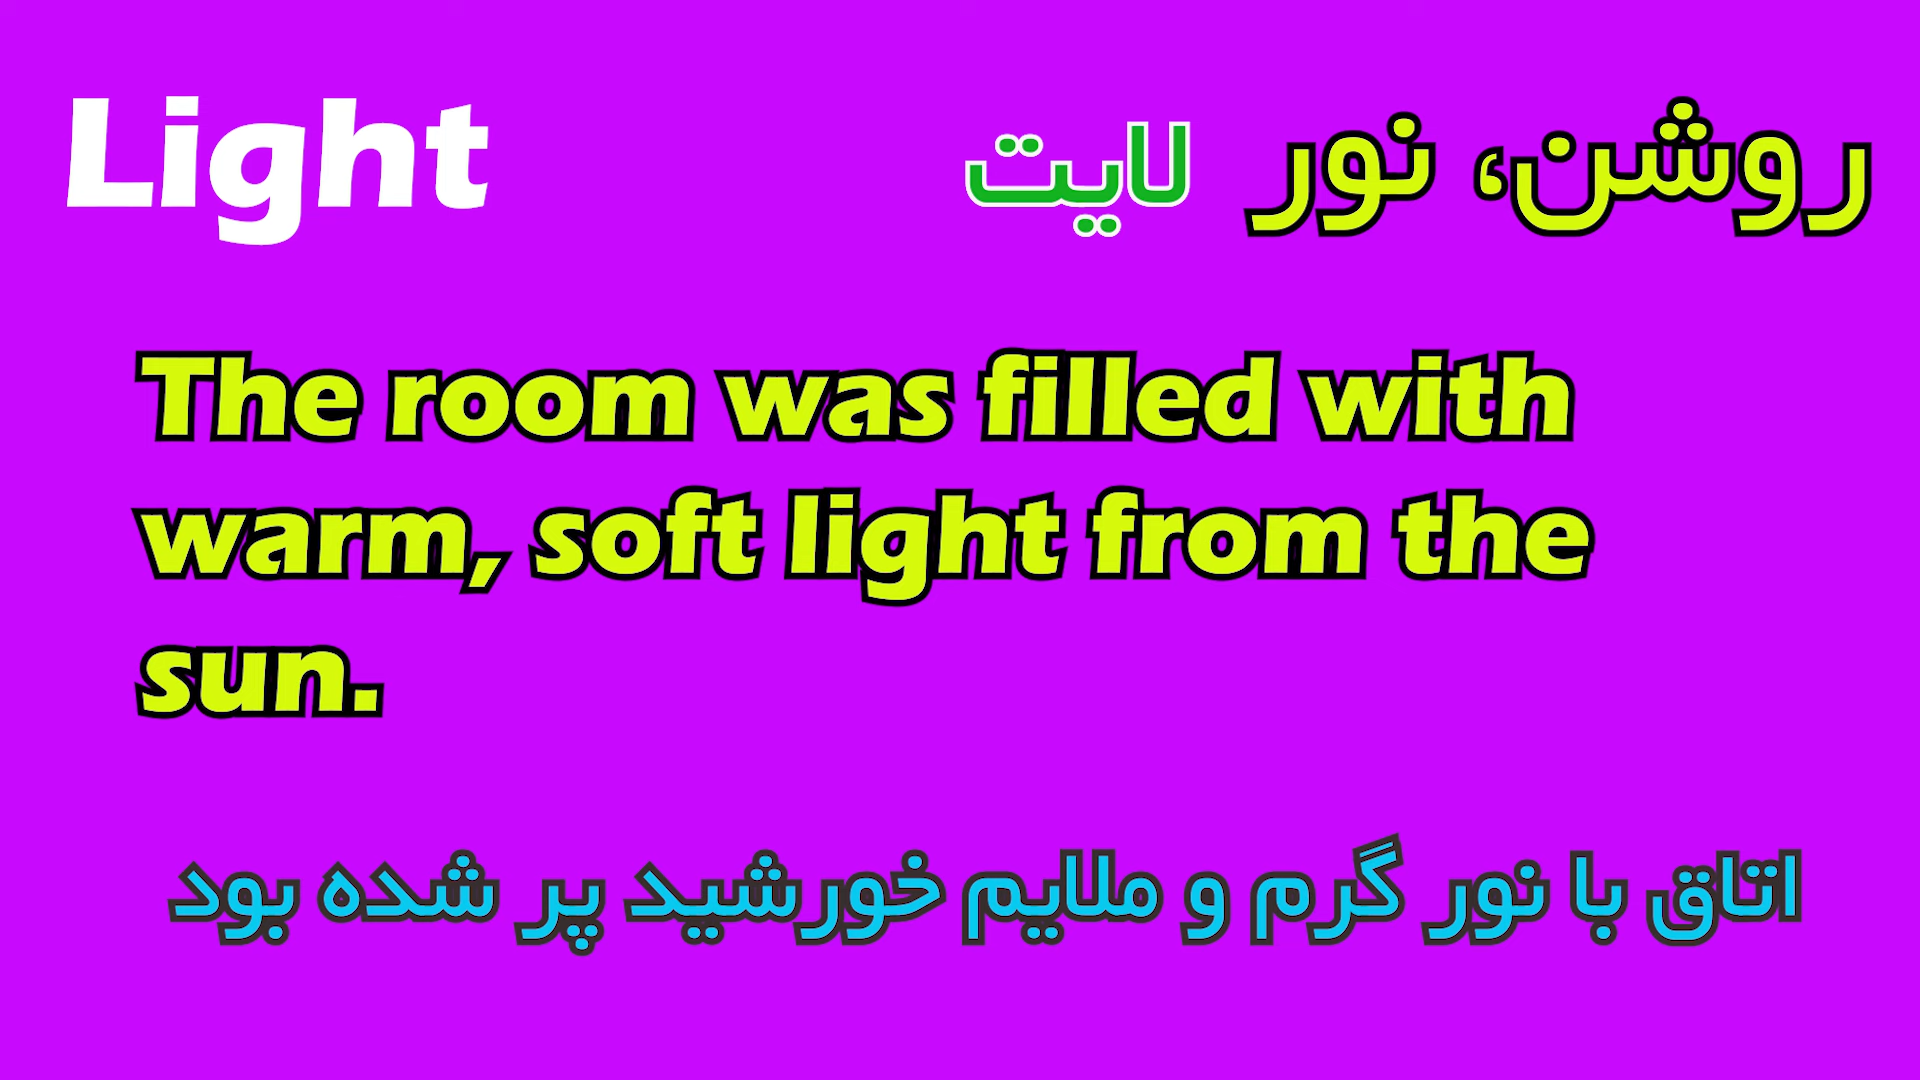 Light
روشن، نور لایت
The room was filled with
warm, soft light from the
sun.
اتاق با نور گرم و ملایم خورشید پر شده بود